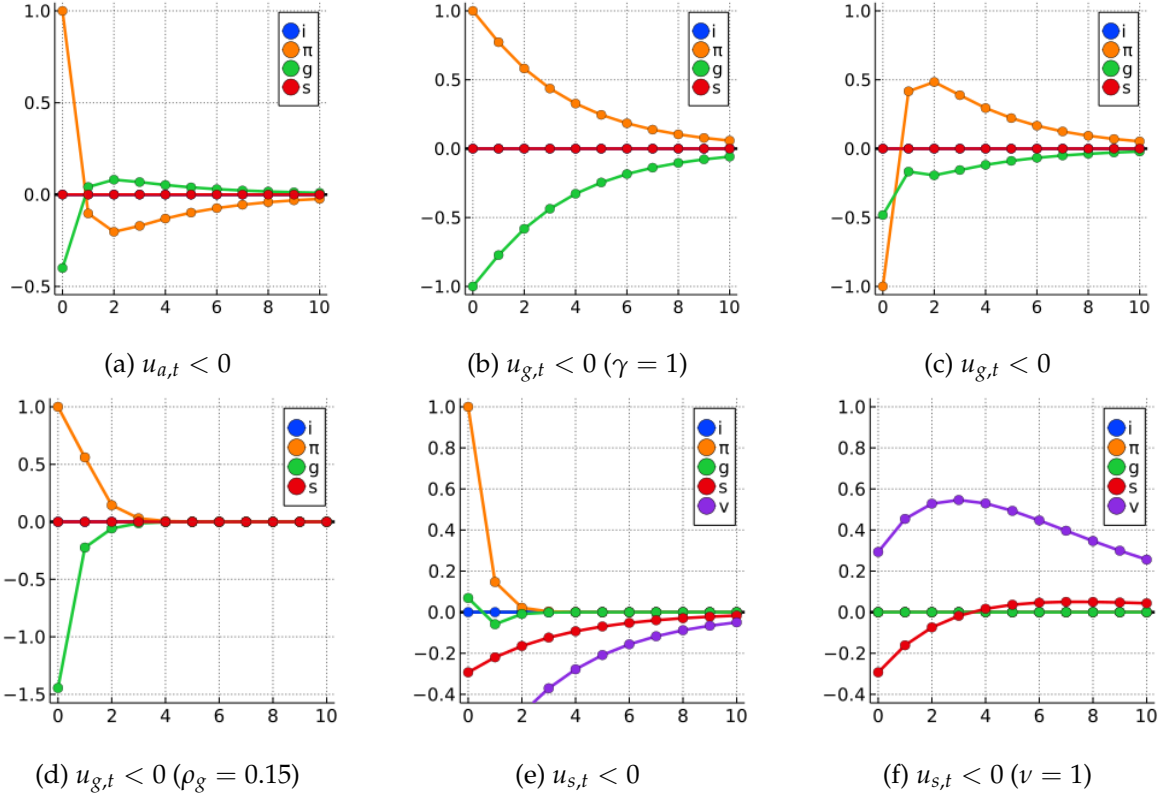 1.0
0.5
0.0
−0.5
0 2 4 6 8 10
i
π
g
s
(a) u_{a,t} < 0
1.0
0.5
0.0
−0.5
−1.0
0 2 4 6 8 10
i
π
g
s
(b) u_{g,t} < 0 (γ = 1)
1.0
0.5
0.0
−0.5
−1.0
0 2 4 6 8 10
i
π
g
s
(c) u_{g,t} < 0
1.0
0.5
0.0
−0.5
−1.0
−1.5
0 2 4 6 8 10
i
π
g
s
(d) u_{g,t} < 0 (ρ_g = 0.15)
1.0
0.8
0.6
0.4
0.2
0.0
−0.2
−0.4
0 2 4 6 8 10
i
π
g
s
v
(e) u_{s,t} < 0
1.0
0.8
0.6
0.4
0.2
0.0
−0.2
−0.4
0 2 4 6 8 10
i
π
g
s
v
(f) u_{s,t} < 0 (ν = 1)